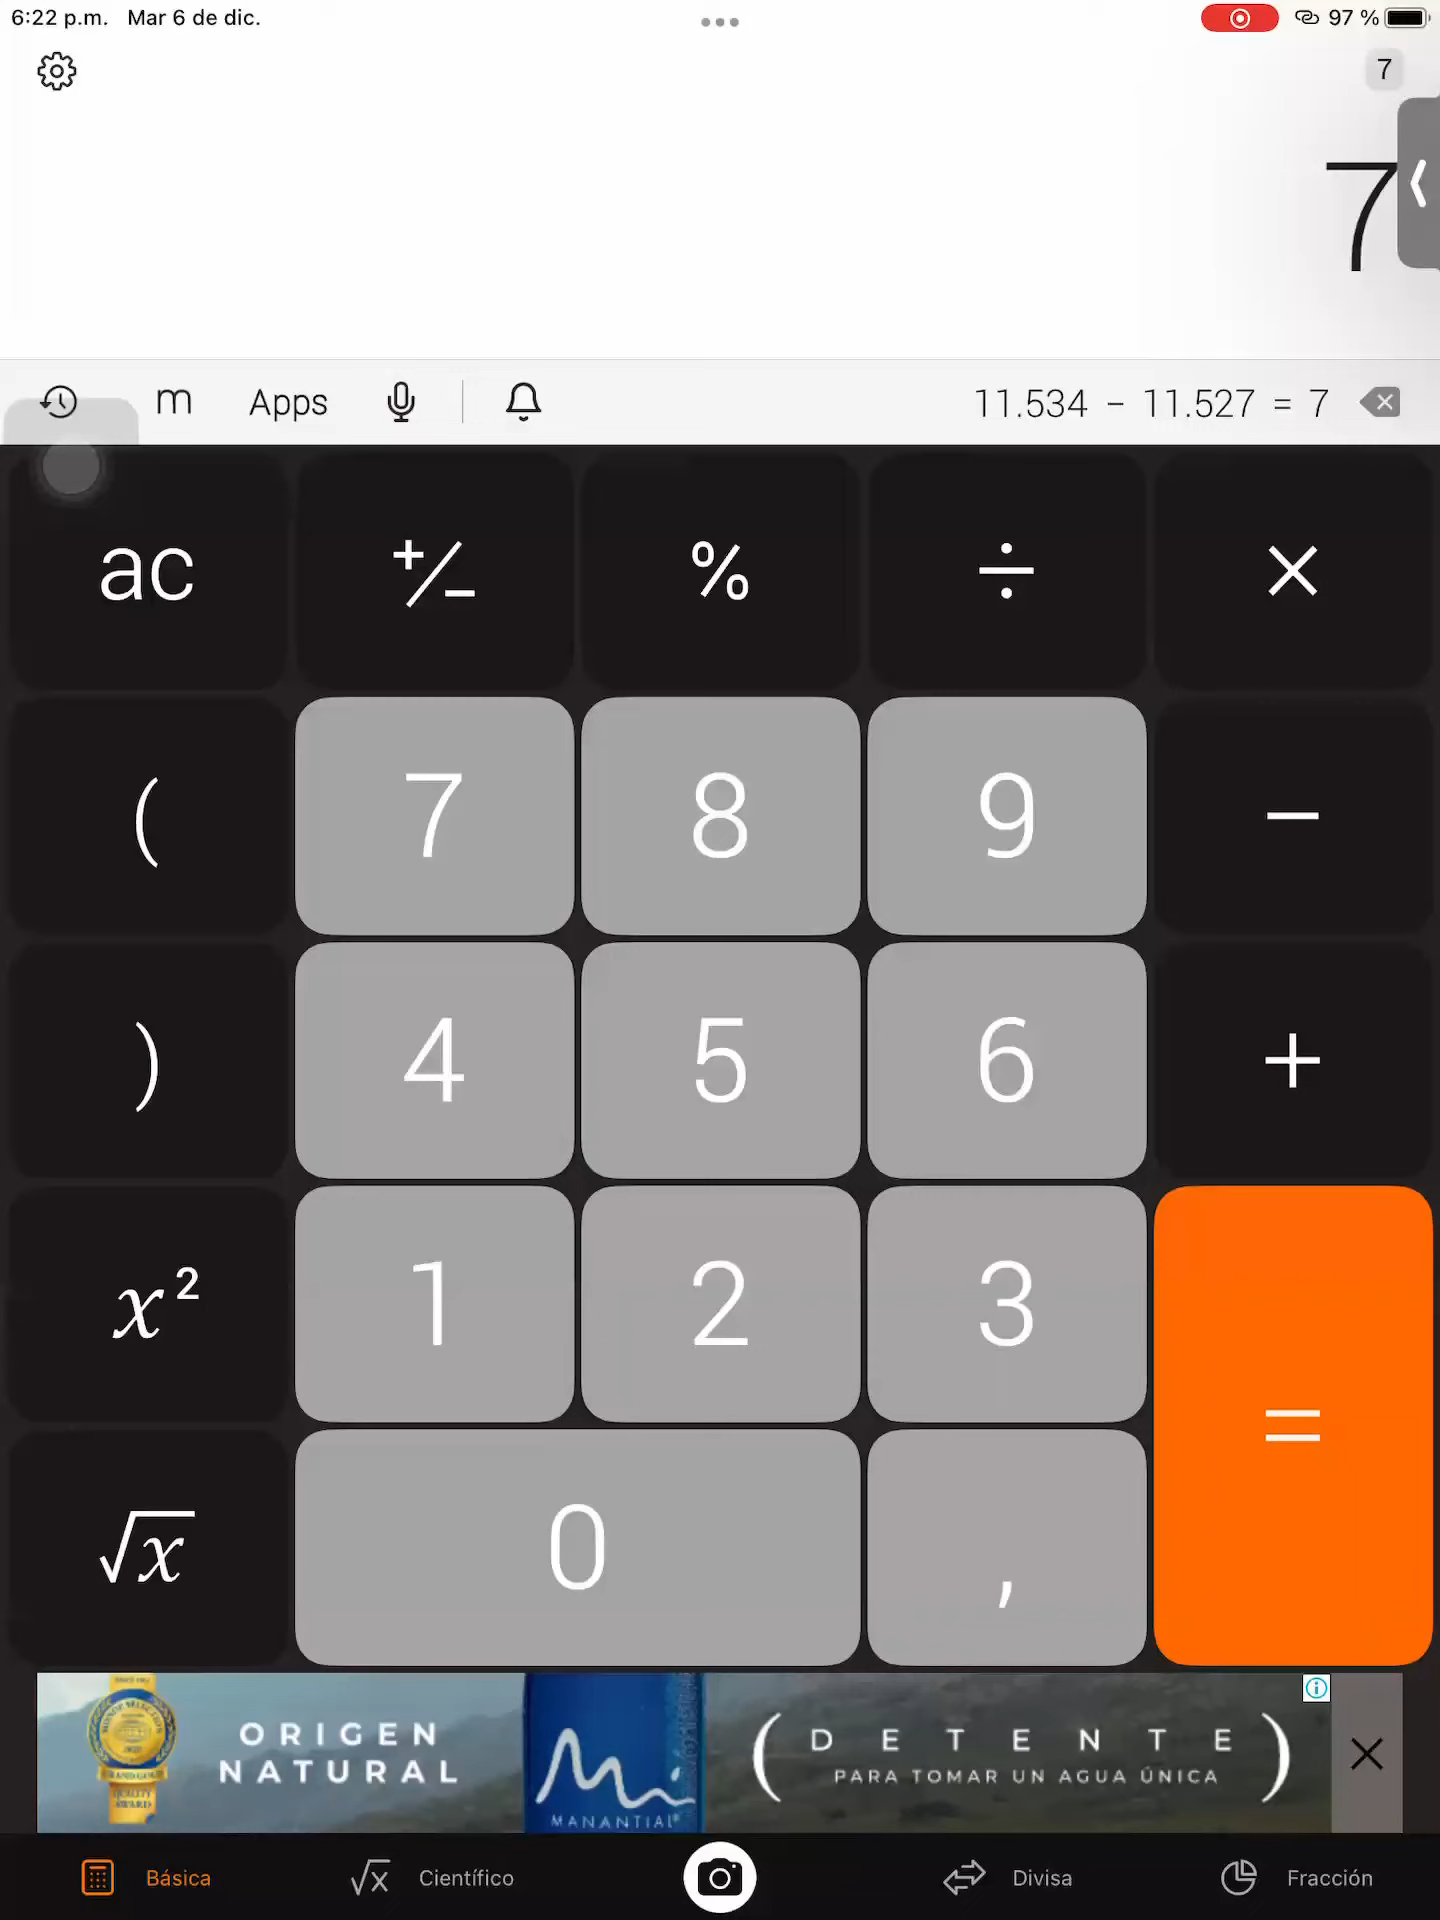 6:22 p.m. Mar 6 de dic.
97 %
7
7
m Apps
11.534 - 11.527 = 7
ac +/− % ÷ ×
( 7 8 9 −
) 4 5 6 +
x² 1 2 3
=
√x 0 ,
ORIGEN
NATURAL
MANANTIAL
( DETENTE
PARA TOMAR UN AGUA ÚNICA )
Básica √x Científico Divisa Fracción